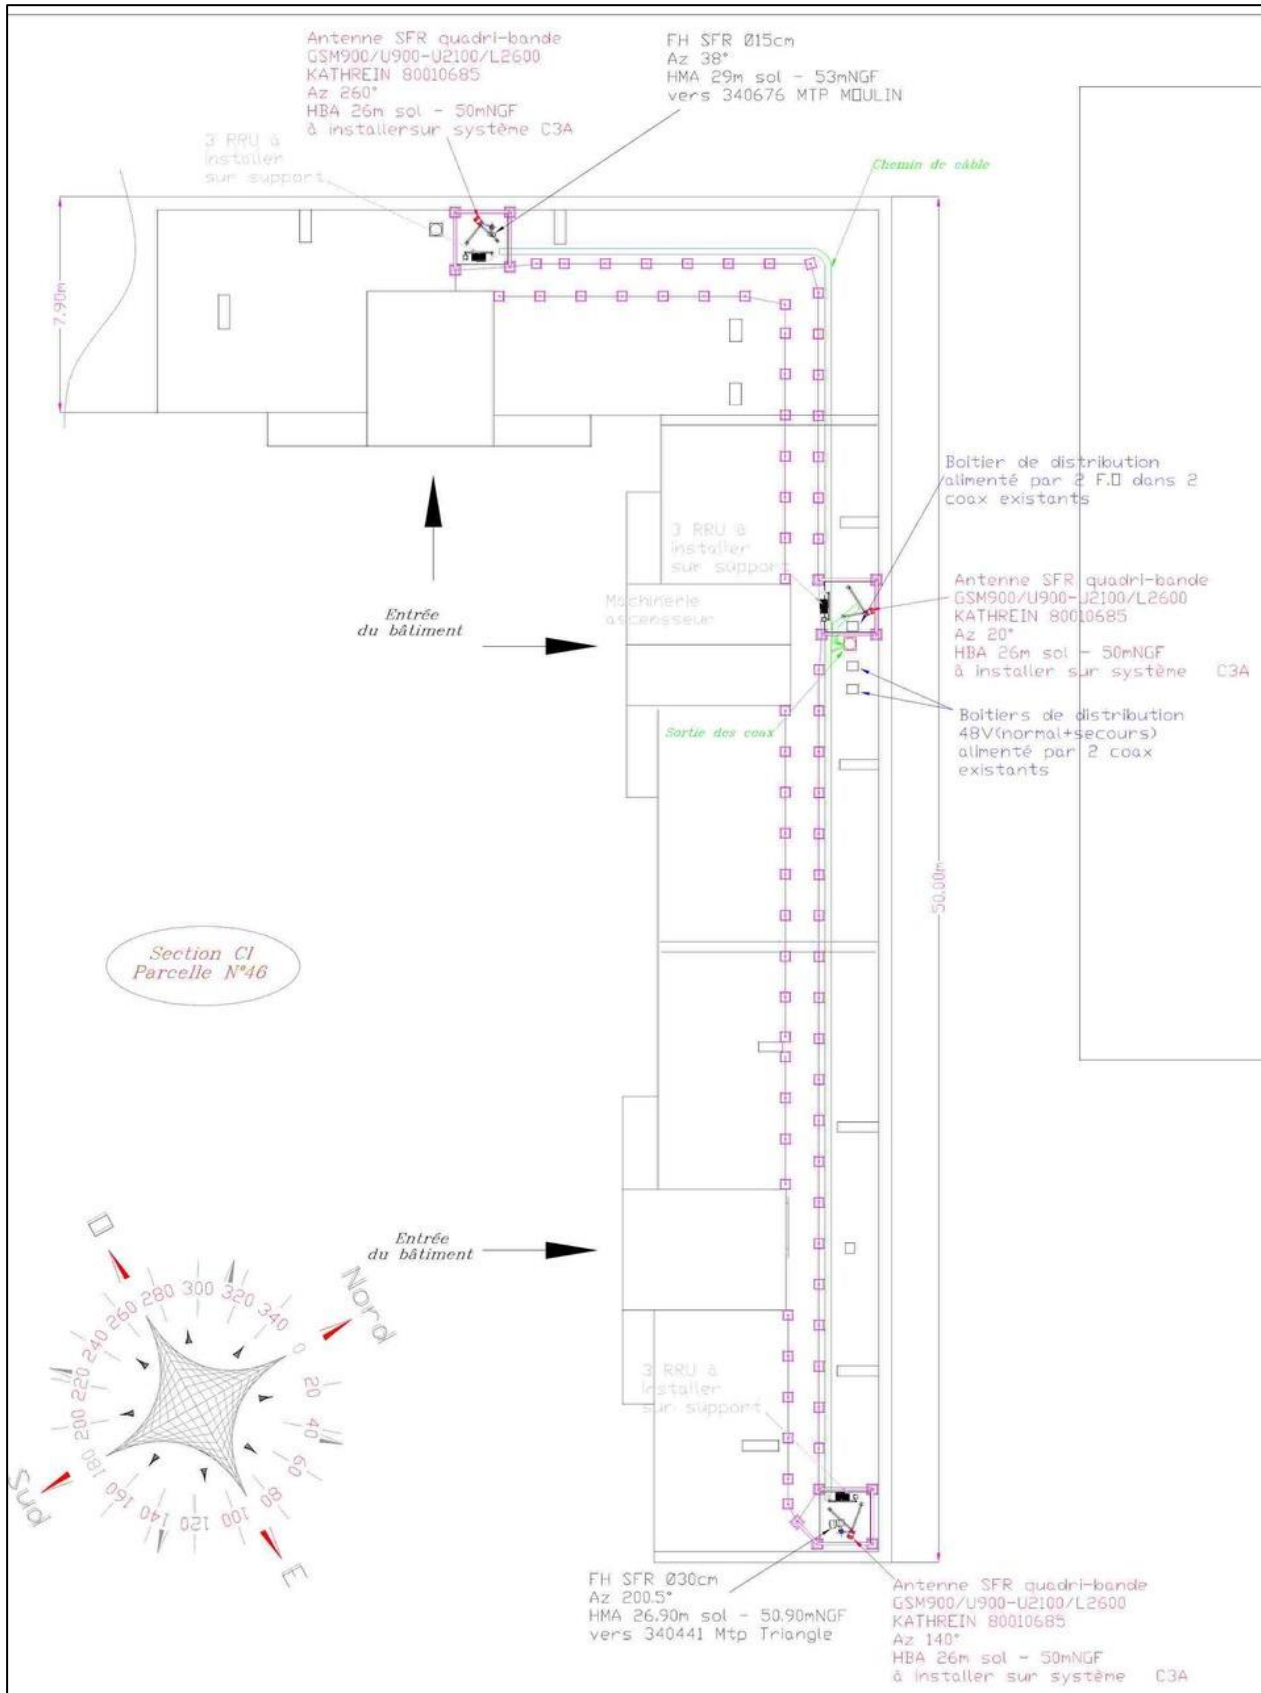 Antenne SFR quadri-bande
GSM900/U900-U2100/L2600
KATHREIN 80010685
Az 260°
HBA 26m sol - 50mNGF
à installersur système C3A
FH SFR Ø15cm
Az 38°
HMA 29m sol - 53mNGF
vers 340676 MTP MOULIN
3 RRU à
installer
sur support
Chemin de câble
7.90m
Boitier de distribution
alimenté par 2 F.O dans 2
coax existants
3 RRU à
installer
sur support
Antenne SFR quadri-bande
GSM900/U900-U2100/L2600
KATHREIN 80010685
Az 20°
HBA 26m sol - 50mNGF
à installer sur système C3A
Machinerie
ascensseur
Entrée
du bâtiment
Sortie des coax
Boitiers de distribution
48V(normal+secours)
alimenté par 2 coax
existants
50.00m
Section CI
Parcelle N°46
Entrée
du bâtiment
O
Nord
Sud
E
0
20
40
60
80
100
120
140
160
180
200
220
240
260
280
300
320
340
3 RRU à
installer
sur support
FH SFR Ø30cm
Az 200.5°
HMA 26.90m sol - 50.90mNGF
vers 340441 Mtp Triangle
Antenne SFR quadri-bande
GSM900/U900-U2100/L2600
KATHREIN 80010685
Az 140°
HBA 26m sol - 50mNGF
à installer sur système C3A